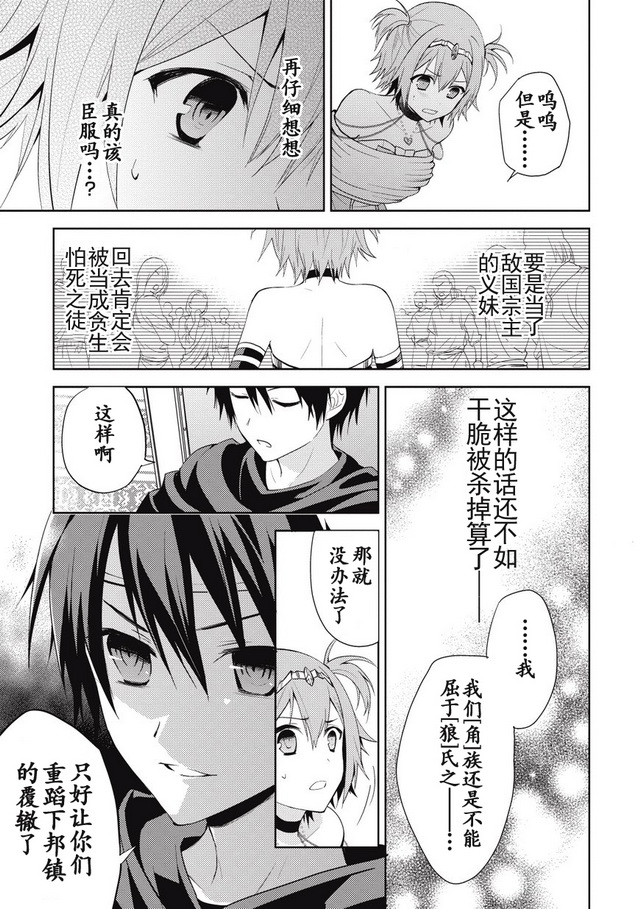 呜呜
但是……
再仔细想想
真的该
臣服吗…?
要是当了
敌国宗主
的义妹
回去肯定会
被当成贪生
怕死之徒
这样的话还不如
干脆被杀掉算了——
……我
我们[角]族还是不能
屈于[狼]氏之——……
这样啊
那就
没办法了
只好让你们
重蹈下邦镇
的覆辙了